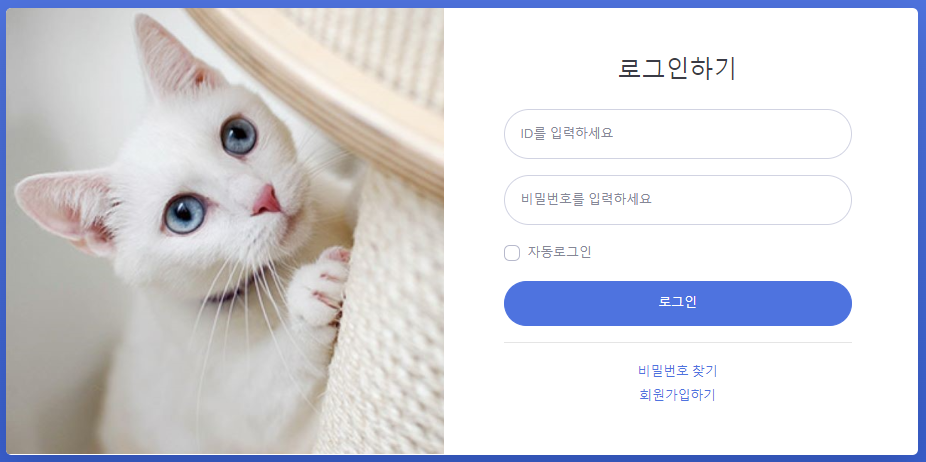 로그인하기
ID를 입력하세요
비밀번호를 입력하세요
자동로그인
로그인
비밀번호 찾기
회원가입하기